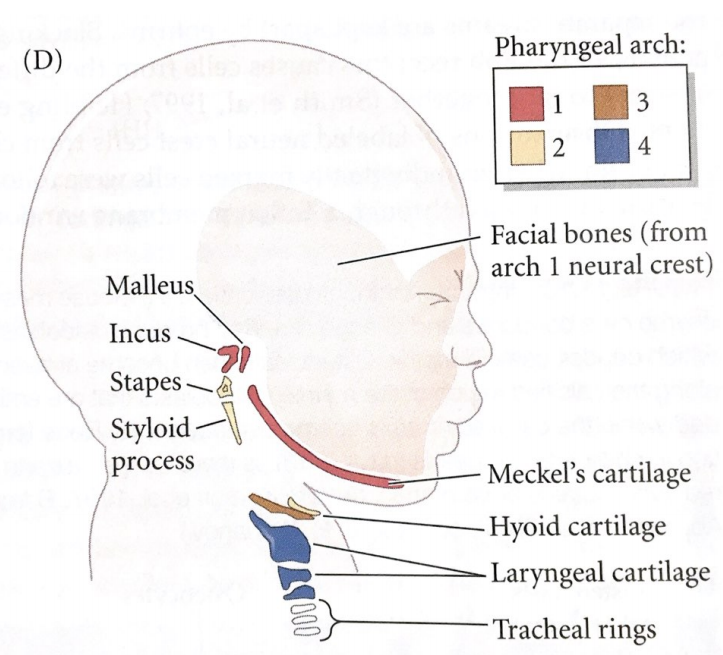 (D)
Pharyngeal arch:
1 3
2 4
Facial bones (from
arch 1 neural crest)
Malleus
Incus
Stapes
Styloid
process
Meckel's cartilage
Hyoid cartilage
Laryngeal cartilage
Tracheal rings